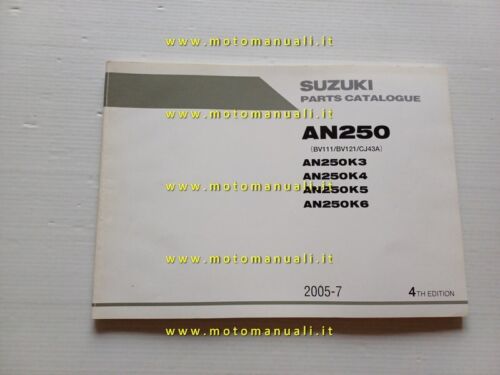 www.motomanuali.it
SUZUKI
PARTS CATALOGUE
www.motomanuali.it
AN250
(BV111/BV121/CJ43A)
AN250K3
AN250K4
www.motomanuali.it
AN250K5
AN250K6
www.motomanuali.it
2005-7
4TH EDITION
www.motomanuali.it